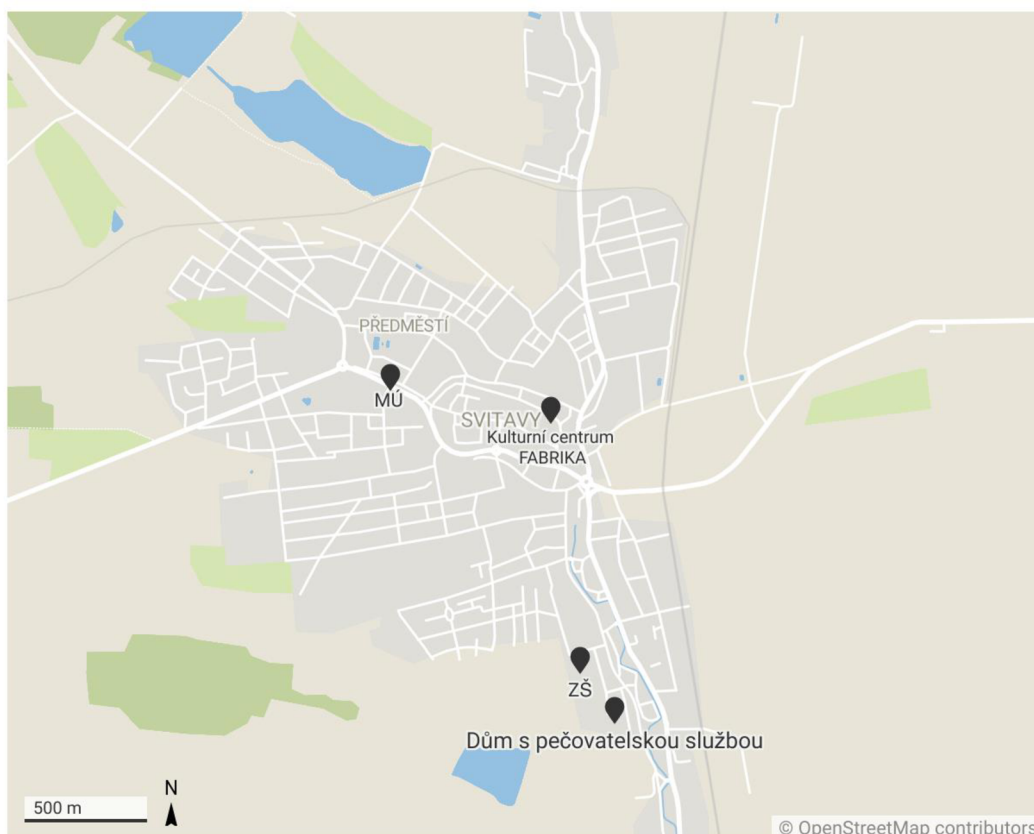 PŘEDMĚSTÍ
MÚ
SVITAVY
Kulturní centrum
FABRIKA
ZŠ
Dům s pečovatelskou službou
500 m
N
© OpenStreetMap contributors